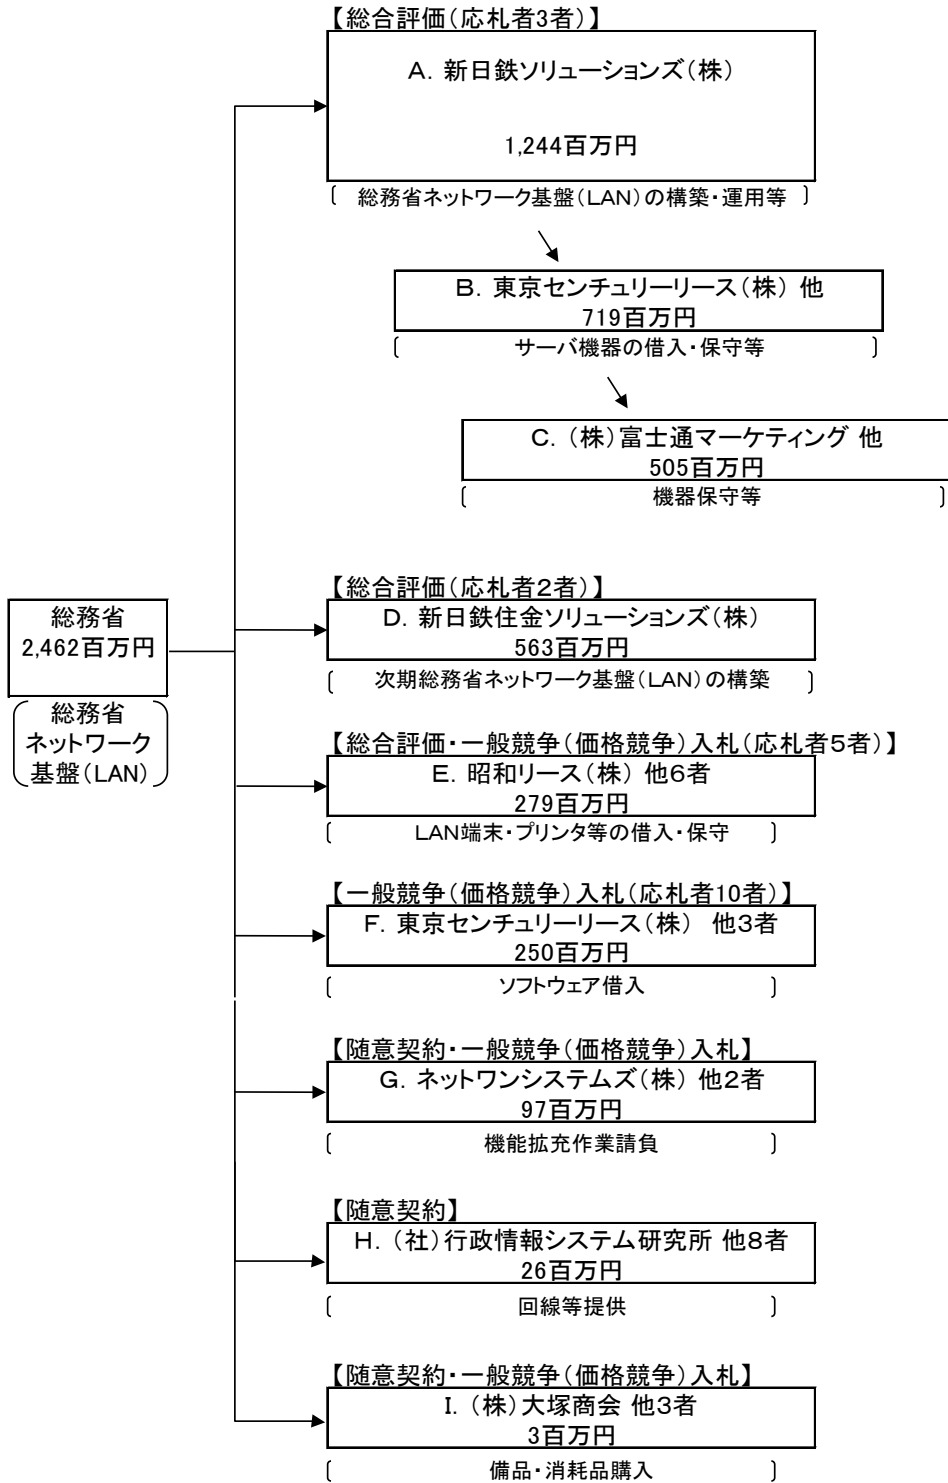 【総合評価（応札者3者）】
A．新日鉄ソリューションズ（株）
1,244百万円
総務省ネットワーク基盤（LAN）の構築・運用等
B．東京センチュリーリース（株） 他
719百万円
サーバ機器の借入・保守等
C．（株）富士通マーケティング 他
505百万円
機器保守等
総務省
2,462百万円
総務省
ネットワーク
基盤（LAN）
【総合評価（応札者２者）】
D．新日鉄住金ソリューションズ（株）
563百万円
次期総務省ネットワーク基盤（LAN）の構築
【総合評価・一般競争（価格競争）入札（応札者５者）】
E．昭和リース（株） 他６者
279百万円
LAN端末・プリンタ等の借入・保守
【一般競争（価格競争）入札（応札者10者）】
F．東京センチュリーリース（株） 他３者
250百万円
ソフトウェア借入
【随意契約・一般競争（価格競争）入札】
G．ネットワンシステムズ（株） 他２者
97百万円
機能拡充作業請負
【随意契約】
H．（社）行政情報システム研究所 他８者
26百万円
回線等提供
【随意契約・一般競争（価格競争）入札】
I．（株）大塚商会 他３者
3百万円
備品・消耗品購入